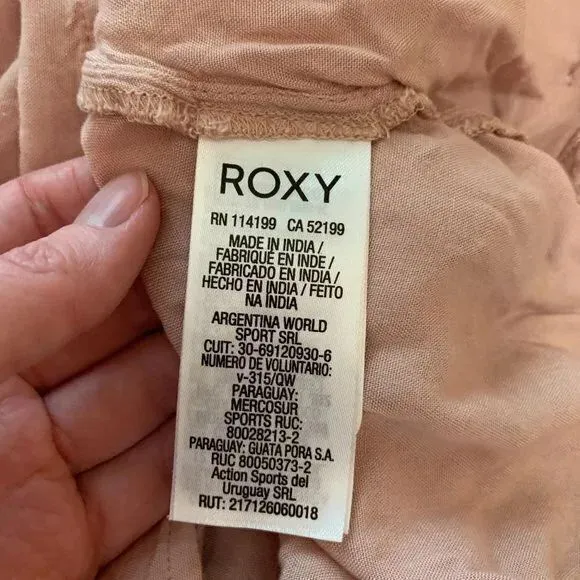 ROXY
RN 114199 CA 52199
MADE IN INDIA /
FABRIQUÉ EN INDE /
FABRICADO EN INDIA /
HECHO EN INDIA / FEITO
NA ÍNDIA
ARGENTINA WORLD
SPORT SRL
CUIT: 30-69120930-6
NUMERO DE VOLUNTARIO:
v-315/QW
PARAGUAY:
MERCOSUR
SPORTS RUC:
80028213-2
PARAGUAY: GUATA PORA S.A.
RUC 80050373-2
Action Sports del
Uruguay SRL
RUT: 217126060018